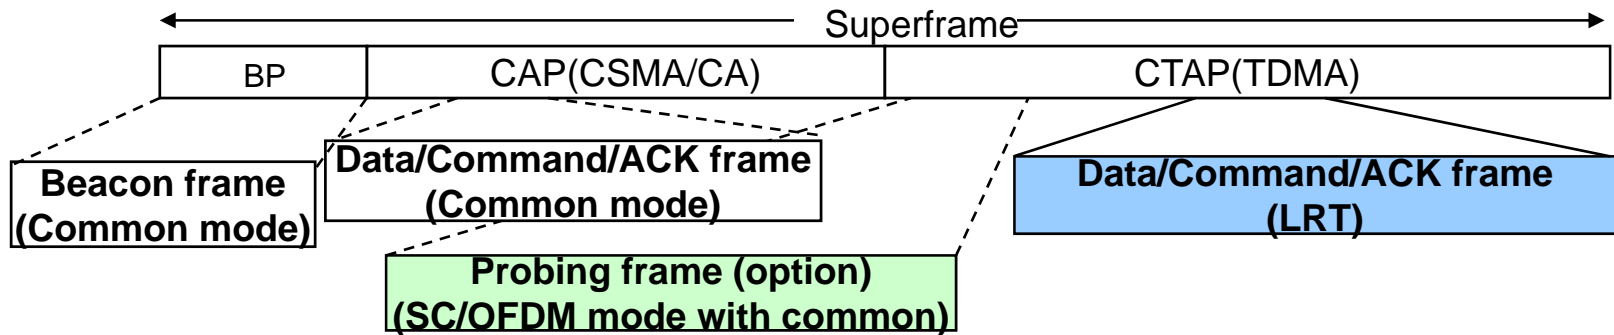 Superframe
BP
CAP(CSMA/CA)
CTAP(TDMA)
Beacon frame
(Common mode)
Data/Command/ACK frame
(Common mode)
Probing frame (option)
(SC/OFDM mode with common)
Data/Command/ACK frame
(LRT)